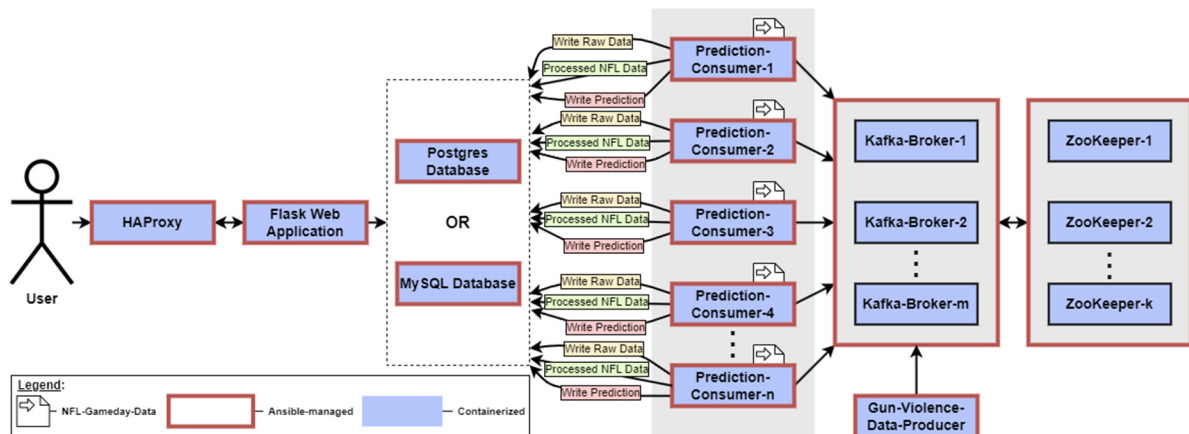 User
HAProxy
Flask Web
Application
Postgres
Database
OR
MySQL Database
Write Raw Data
Processed NFL Data
Write Prediction
Prediction-
Consumer-1
Write Raw Data
Processed NFL Data
Write Prediction
Prediction-
Consumer-2
Write Raw Data
Processed NFL Data
Write Prediction
Prediction-
Consumer-3
Write Raw Data
Processed NFL Data
Write Prediction
Prediction-
Consumer-4
Write Raw Data
Processed NFL Data
Write Prediction
Prediction-
Consumer-n
Kafka-Broker-1
Kafka-Broker-2
Kafka-Broker-m
ZooKeeper-1
ZooKeeper-2
ZooKeeper-k
Gun-Violence-
Data-Producer
Legend:
NFL-Gameday-Data
Ansible-managed
Containerized